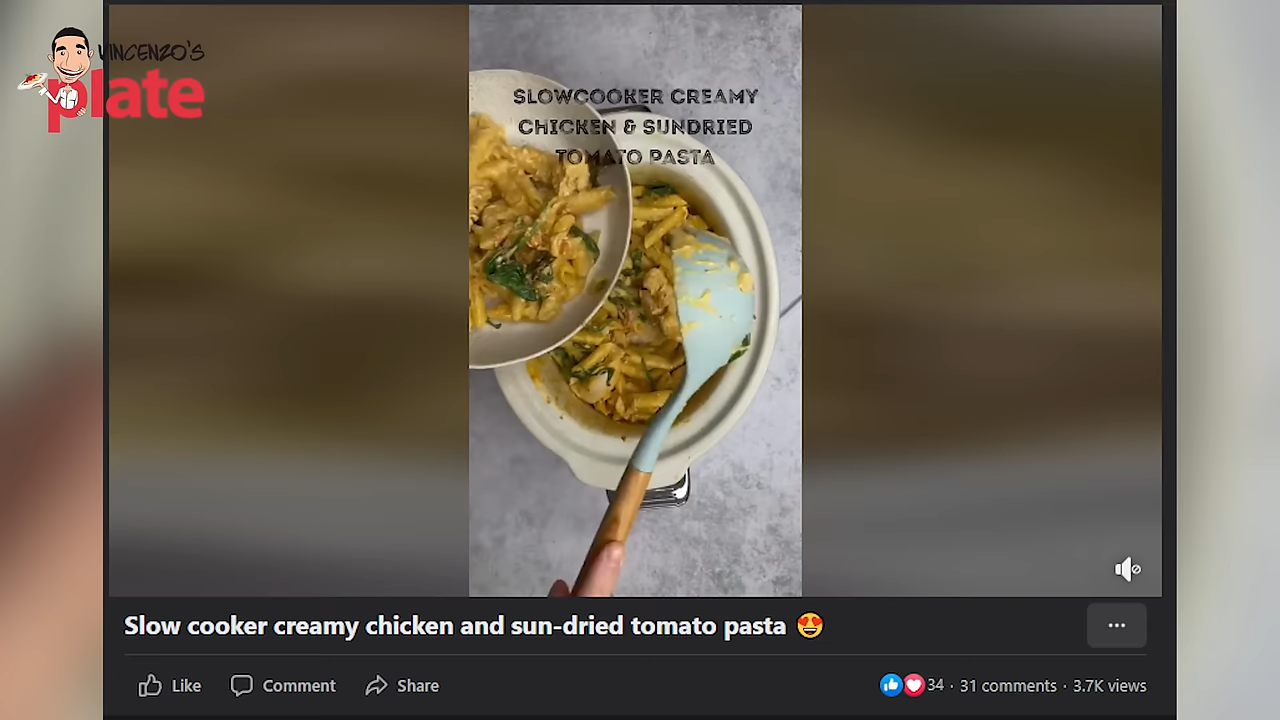 VINCENZO'S
plate
SLOWCOOKER CREAMY
CHICKEN & SUNDRIED
TOMATO PASTA
Slow cooker creamy chicken and sun-dried tomato pasta 😍
Like Comment Share 34 · 31 comments · 3.7K views